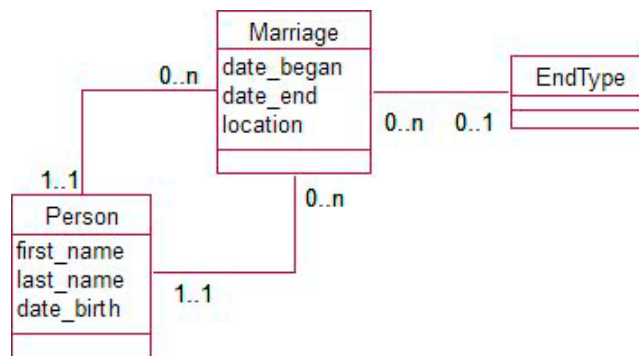 Marriage
date_began
date_end
location
0..n
EndType
0..n
0..1
1..1
0..n
Person
first_name
last_name
date_birth
1..1